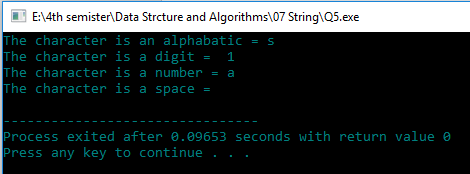 E:\4th semister\Data Strcture and Algorithms\07 String\Q5.exe
The character is an alphabatic = s
The character is a digit =  1
The character is a number = a
The character is a space =
--------------------------------
Process exited after 0.09653 seconds with return value 0
Press any key to continue . . .